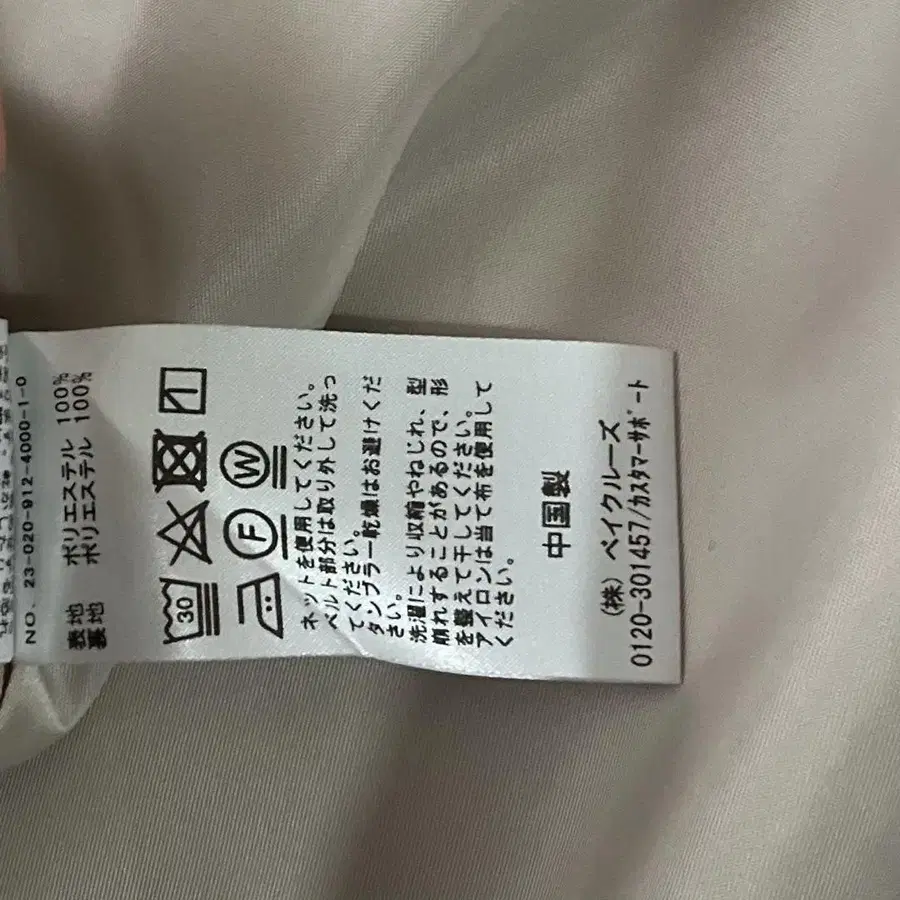 NO. 23-020-912-4000-1-0
表地 ポリエステル 100%
裏地 ポリエステル 100%
30
F W
ネットを使用してください。
ベルト部分は取り外して洗っ
てください。
タンブラー乾燥はお避けくだ
さい。
洗濯により収縮やねじれ、型
崩れすることがあるので、形
を整えて干してください。
アイロンは当て布を使用して
ください。
中国製
(株) ベイクルーズ
0120-301457/カスタマーサポート